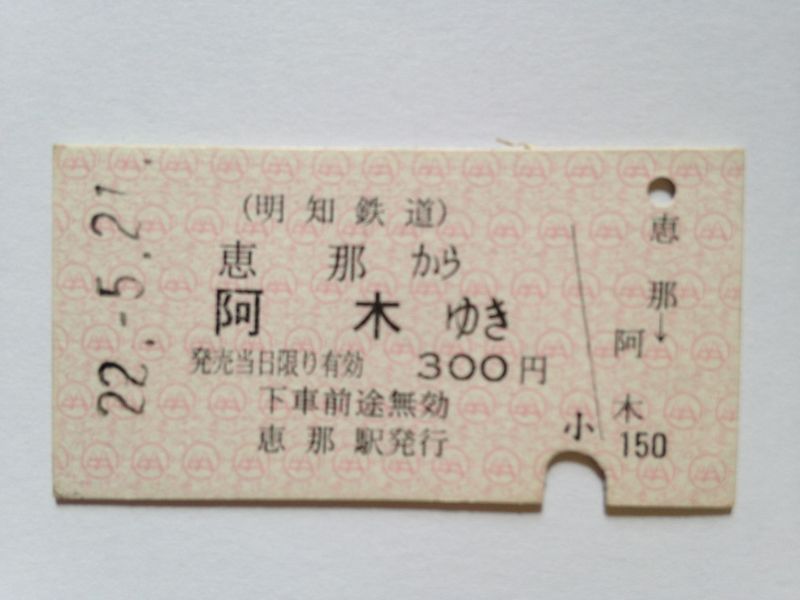 22.-5.21.
（明知鉄道）
恵那から
阿木ゆき
発売当日限り有効 300円
下車前途無効
恵那駅発行
小
恵那→
阿木
150